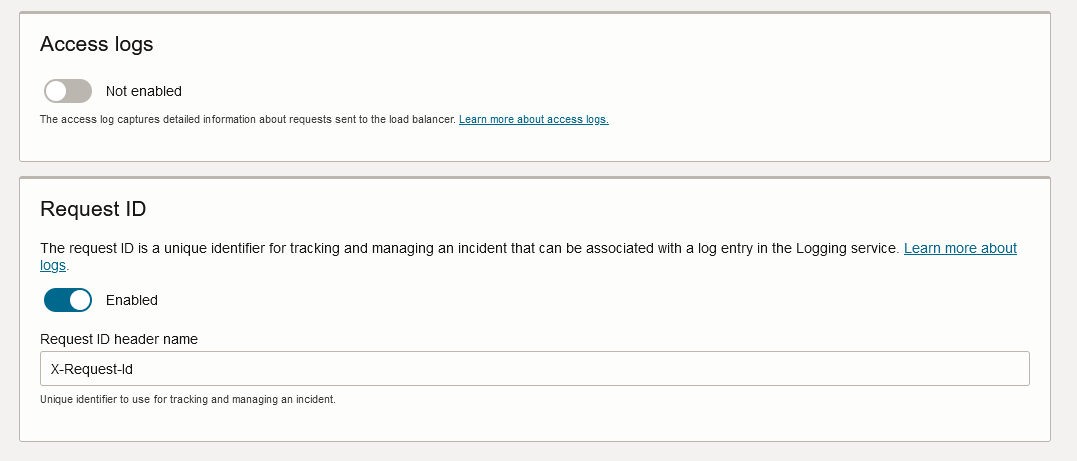 Access logs
Not enabled
The access log captures detailed information about requests sent to the load balancer. Learn more about access logs.
Request ID
The request ID is a unique identifier for tracking and managing an incident that can be associated with a log entry in the Logging service. Learn more about
logs.
Enabled
Request ID header name
X-Request-Id
Unique identifier to use for tracking and managing an incident.